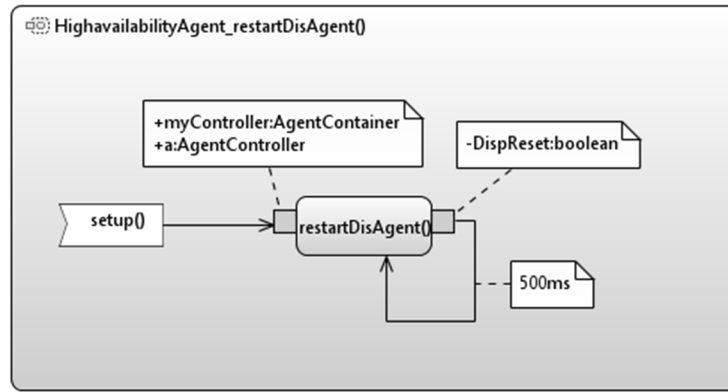 HighavailabilityAgent_restartDisAgent()
+myController:AgentContainer
+a:AgentController
-DispReset:boolean
setup()
restartDisAgent()
500ms